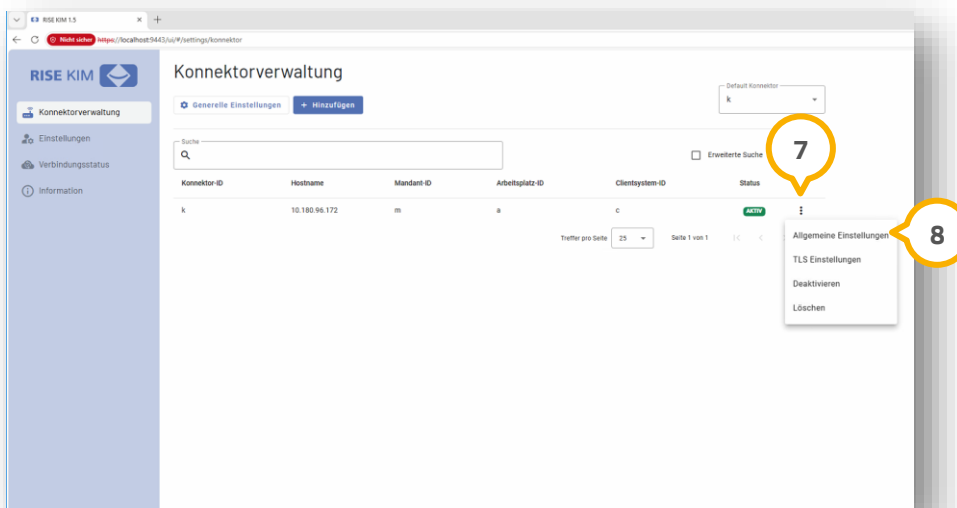 RISE KIM 1.5
Nicht sicher https://localhost:9443/ui/#/settings/konnektor
RISE KIM
Konnektorverwaltung
Einstellungen
Verbindungsstatus
Information
Konnektorverwaltung
Generelle Einstellungen
+ Hinzufügen
Default Konnektor
k
Suche
Erweiterte Suche
7
Konnektor-ID Hostname Mandant-ID Arbeitsplatz-ID Clientsystem-ID Status
k 10.180.96.172 m a c AKTIV
Treffer pro Seite 25 Seite 1 von 1
Allgemeine Einstellungen
8
TLS Einstellungen
Deaktivieren
Löschen